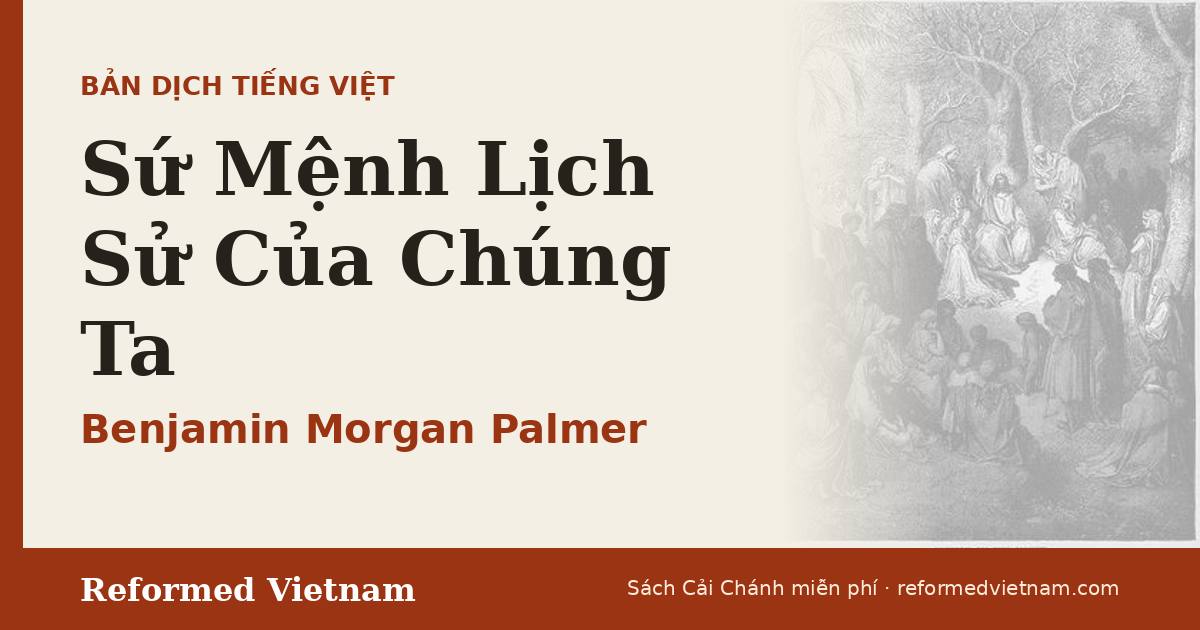 BẢN DỊCH TIẾNG VIỆT
Sứ Mệnh Lịch
Sử Của Chúng
Ta
Benjamin Morgan Palmer
Reformed Vietnam
Sách Cải Chánh miễn phí · reformedvietnam.com